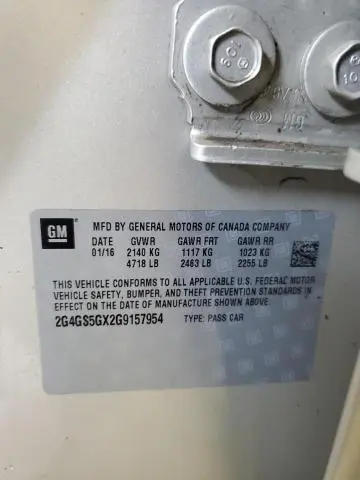 GM
MFD BY GENERAL MOTORS OF CANADA COMPANY
DATE GVWR GAWR FRT GAWR RR
01/16 2140 KG 1117 KG 1023 KG
4718 LB 2463 LB 2255 LB
THIS VEHICLE CONFORMS TO ALL APPLICABLE U.S. FEDERAL MOTOR
VEHICLE SAFETY, BUMPER, AND THEFT PREVENTION STANDARDS IN
EFFECT ON THE DATE OF MANUFACTURE SHOWN ABOVE.
2G4GS5GX2G9157954 TYPE: PASS CAR